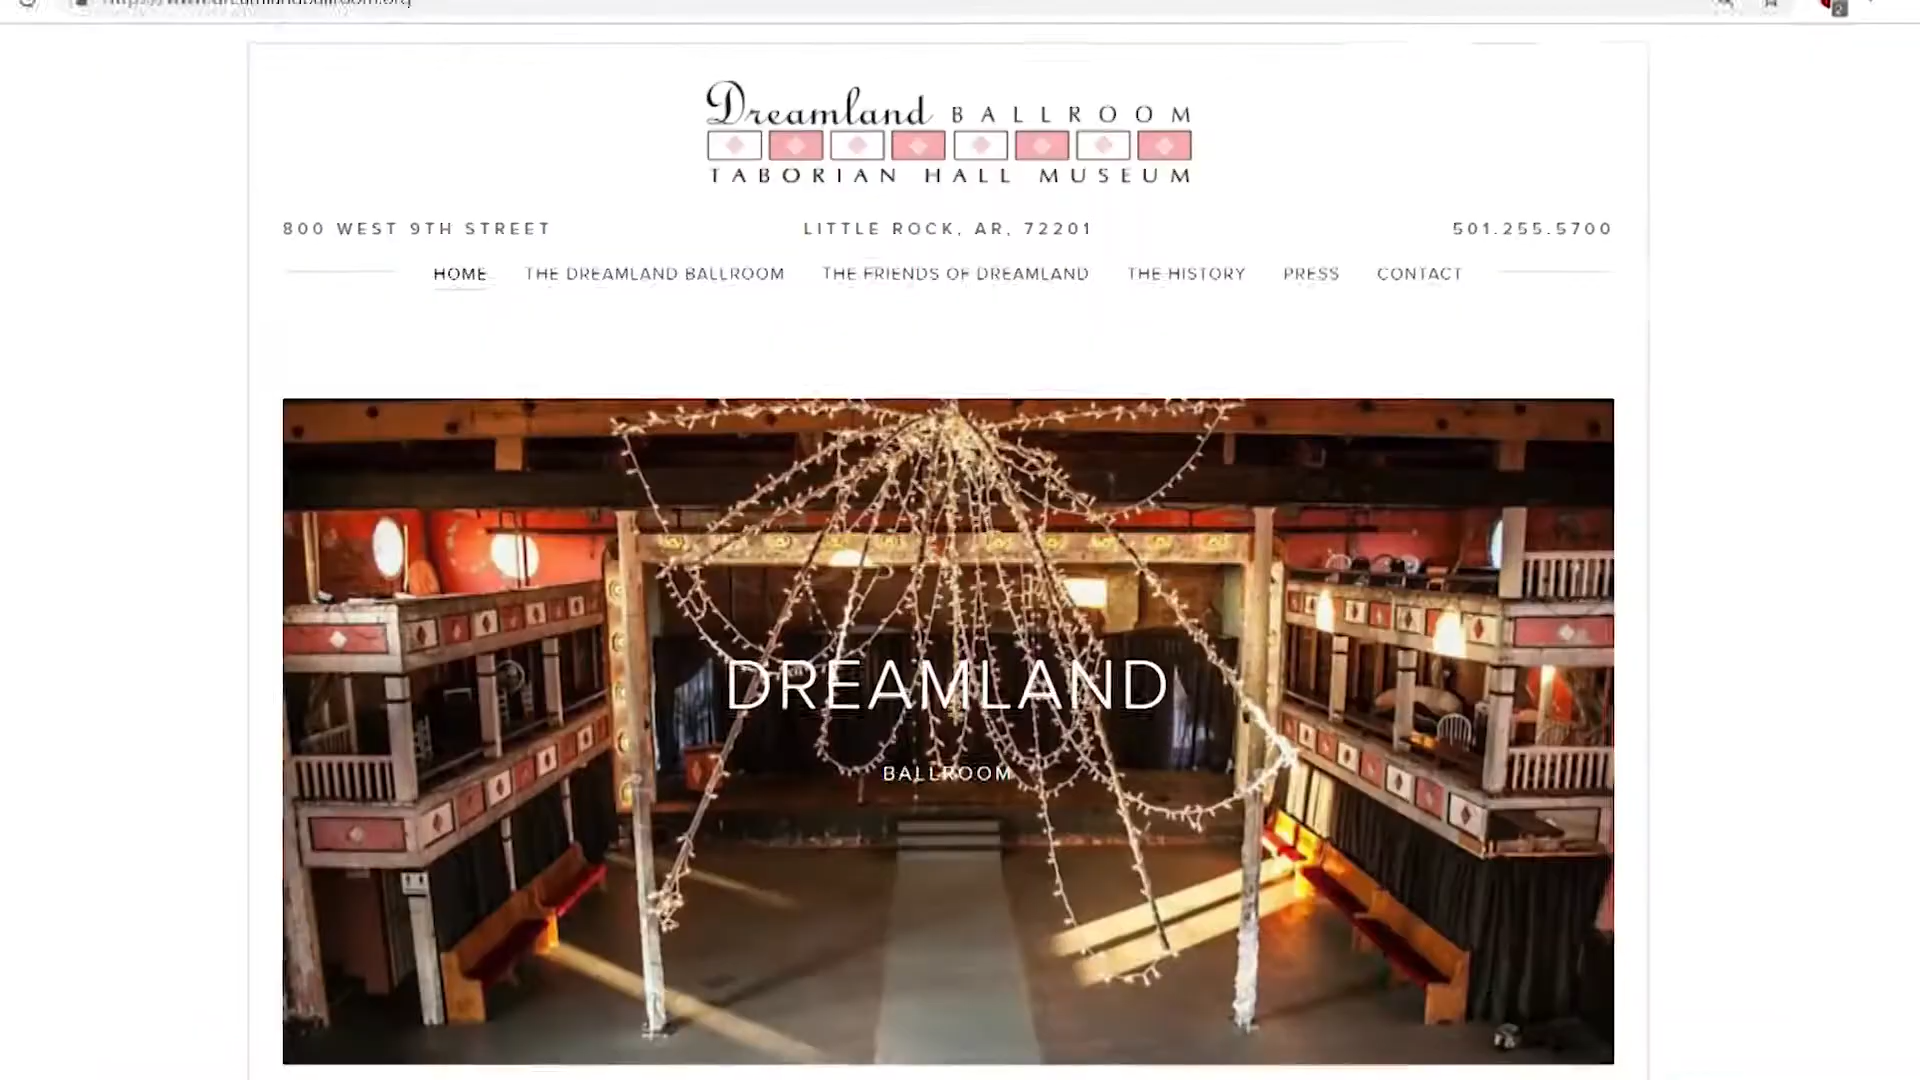 Dreamland BALLROOM
TABORIAN HALL MUSEUM
800 WEST 9TH STREET LITTLE ROCK, AR, 72201 501.255.5700
HOME THE DREAMLAND BALLROOM THE FRIENDS OF DREAMLAND THE HISTORY PRESS CONTACT
DREAMLAND
BALLROOM